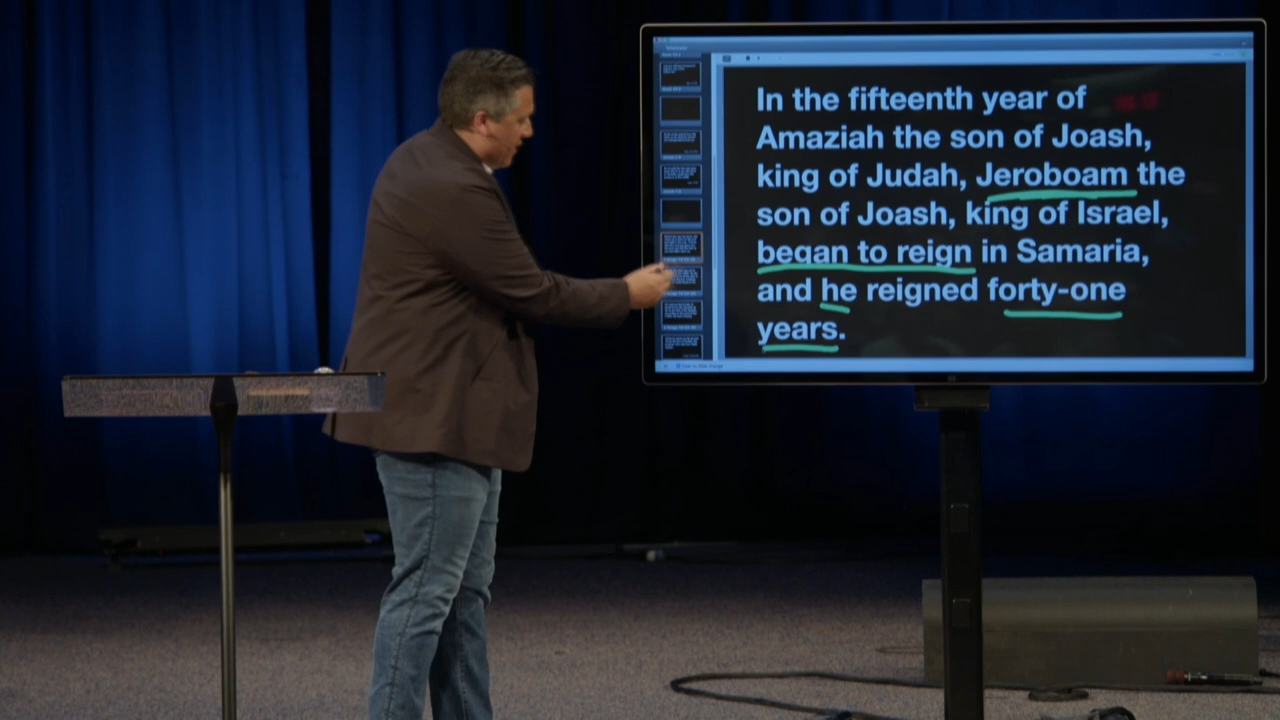 In the fifteenth year of
Amaziah the son of Joash,
king of Judah, Jeroboam the
son of Joash, king of Israel,
began to reign in Samaria,
and he reigned forty-one
years.